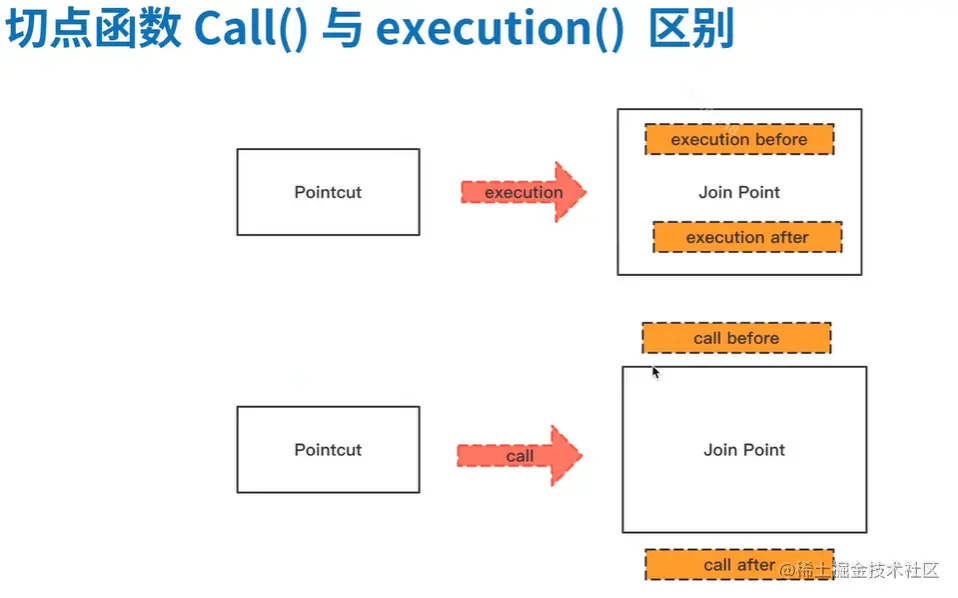 切点函数 Call() 与 execution() 区别
execution before
Pointcut
execution
Join Point
execution after
call before
Pointcut
call
Join Point
call after
@稀土掘金技术社区